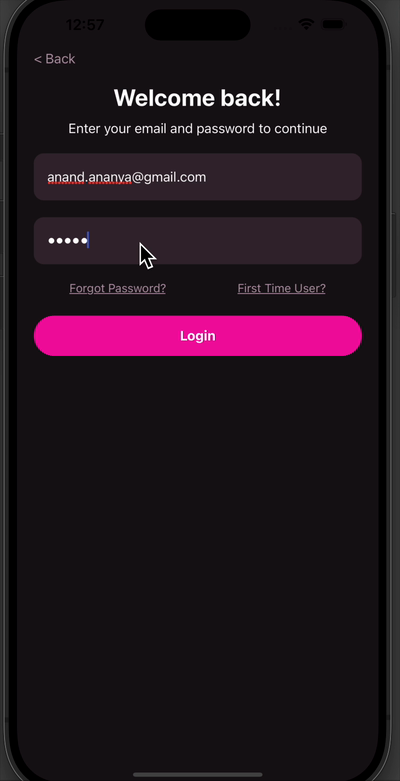 12:57
< Back
Welcome back!
Enter your email and password to continue
anand.ananya@gmail.com
•••••
Forgot Password? First Time User?
Login